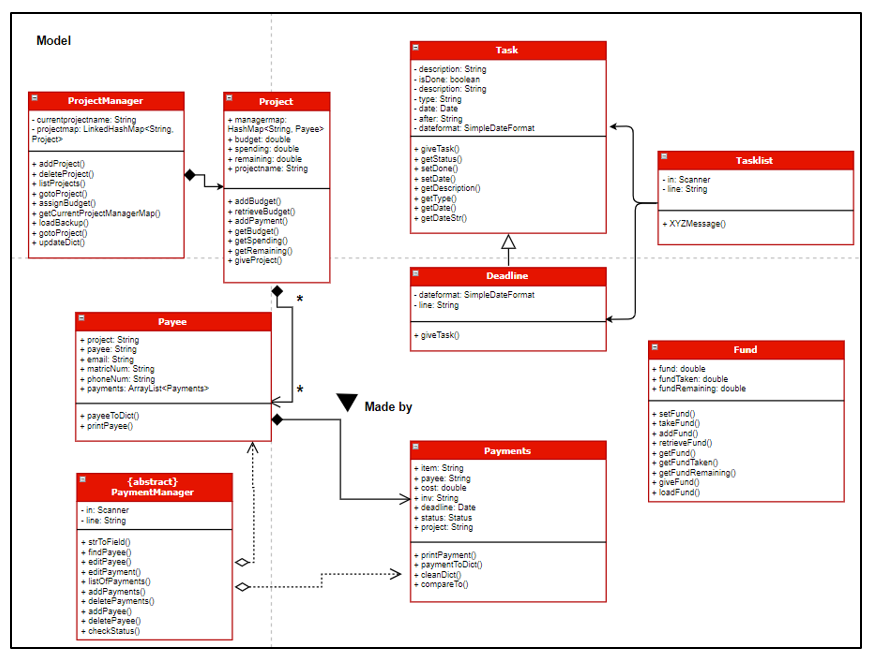 Model
ProjectManager
- currentprojectname: String
- projectmap: LinkedHashMap<String,
Project>
+ addProject()
+ deleteProject()
+ listProjects()
+ gotoProject()
+ assignBudget()
+ getCurrentProjectManagerMap()
+ loadBackup()
+ gotoProject()
+ updateDict()
Project
+ managermap:
HashMap<String, Payee>
+ budget: double
+ spending: double
+ remaining: double
+ projectname: String
+ addBudget()
+ retrieveBudget()
+ addPayment()
+ getBudget()
+ getSpending()
+ getRemaining()
+ giveProject()
Task
- description: String
- isDone: boolean
- description: String
- type: String
- date: Date
- after: String
- dateformat: SimpleDateFormat
+ giveTask()
+ getStatus()
+ setDone()
+ setDate()
+ getDescription()
+ getType()
+ getDate()
+ getDateStr()
Tasklist
- in: Scanner
- line: String
+ XYZMessage()
Deadline
- dateformat: SimpleDateFormat
- line: String
+ giveTask()
*
*
Payee
+ project: String
+ payee: String
+ email: String
+ matricNum: String
+ phoneNum: String
+ payments: ArrayList<Payments>
+ payeeToDict()
+ printPayee()
Made by
Fund
+ fund: double
+ fundTaken: double
+ fundRemaining: double
+ setFund()
+ takeFund()
+ addFund()
+ retrieveFund()
+ getFund()
+ getFundTaken()
+ getFundRemaining()
+ giveFund()
+ loadFund()
{abstract}
PaymentManager
- in: Scanner
- line: String
+ strToField()
+ findPayee()
+ editPayee()
+ editPayment()
+ listOfPayments()
+ addPayments()
+ deletePayments()
+ addPayee()
+ deletePayee()
+ checkStatus()
Payments
+ item: String
+ payee: String
+ cost: double
+ inv: String
+ deadline: Date
+ status: Status
+ project: String
+ printPayment()
+ paymentToDict()
+ cleanDict()
+ compareTo()